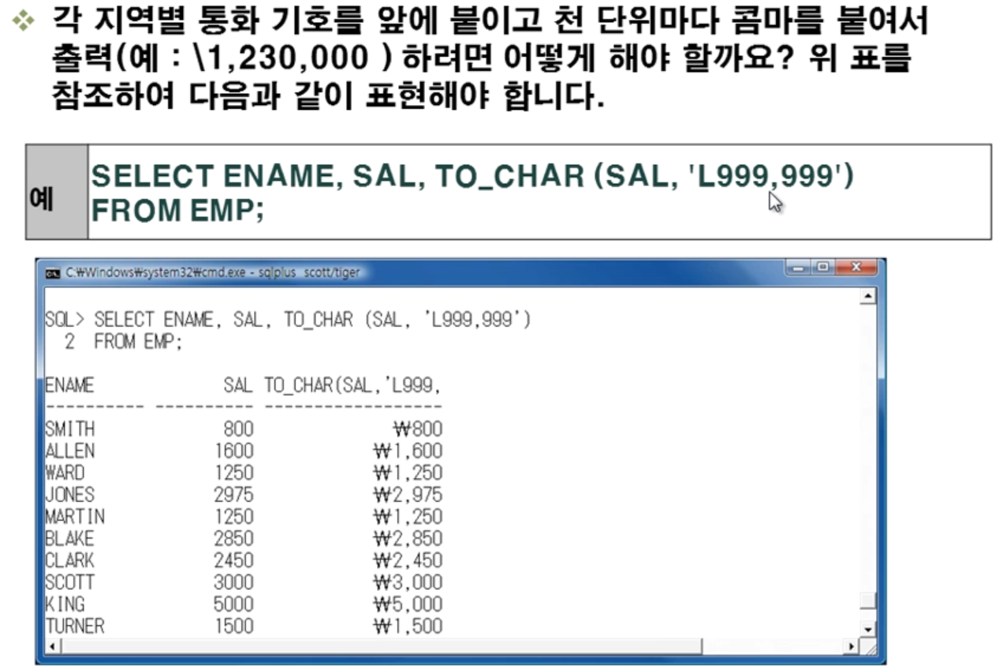 ❖ 각 지역별 통화 기호를 앞에 붙이고 천 단위마다 콤마를 붙여서
출력(예 : \1,230,000 ) 하려면 어떻게 해야 할까요? 위 표를
참조하여 다음과 같이 표현해야 합니다.
예
SELECT ENAME, SAL, TO_CHAR (SAL, 'L999,999')
FROM EMP;
C:₩Windows₩system32₩cmd.exe - sqlplus scott/tiger
SQL> SELECT ENAME, SAL, TO_CHAR (SAL, 'L999,999')
2 FROM EMP;
ENAME SAL TO_CHAR(SAL,'L999,
---------- ---------- ------------------
SMITH 800 ₩800
ALLEN 1600 ₩1,600
WARD 1250 ₩1,250
JONES 2975 ₩2,975
MARTIN 1250 ₩1,250
BLAKE 2850 ₩2,850
CLARK 2450 ₩2,450
SCOTT 3000 ₩3,000
KING 5000 ₩5,000
TURNER 1500 ₩1,500